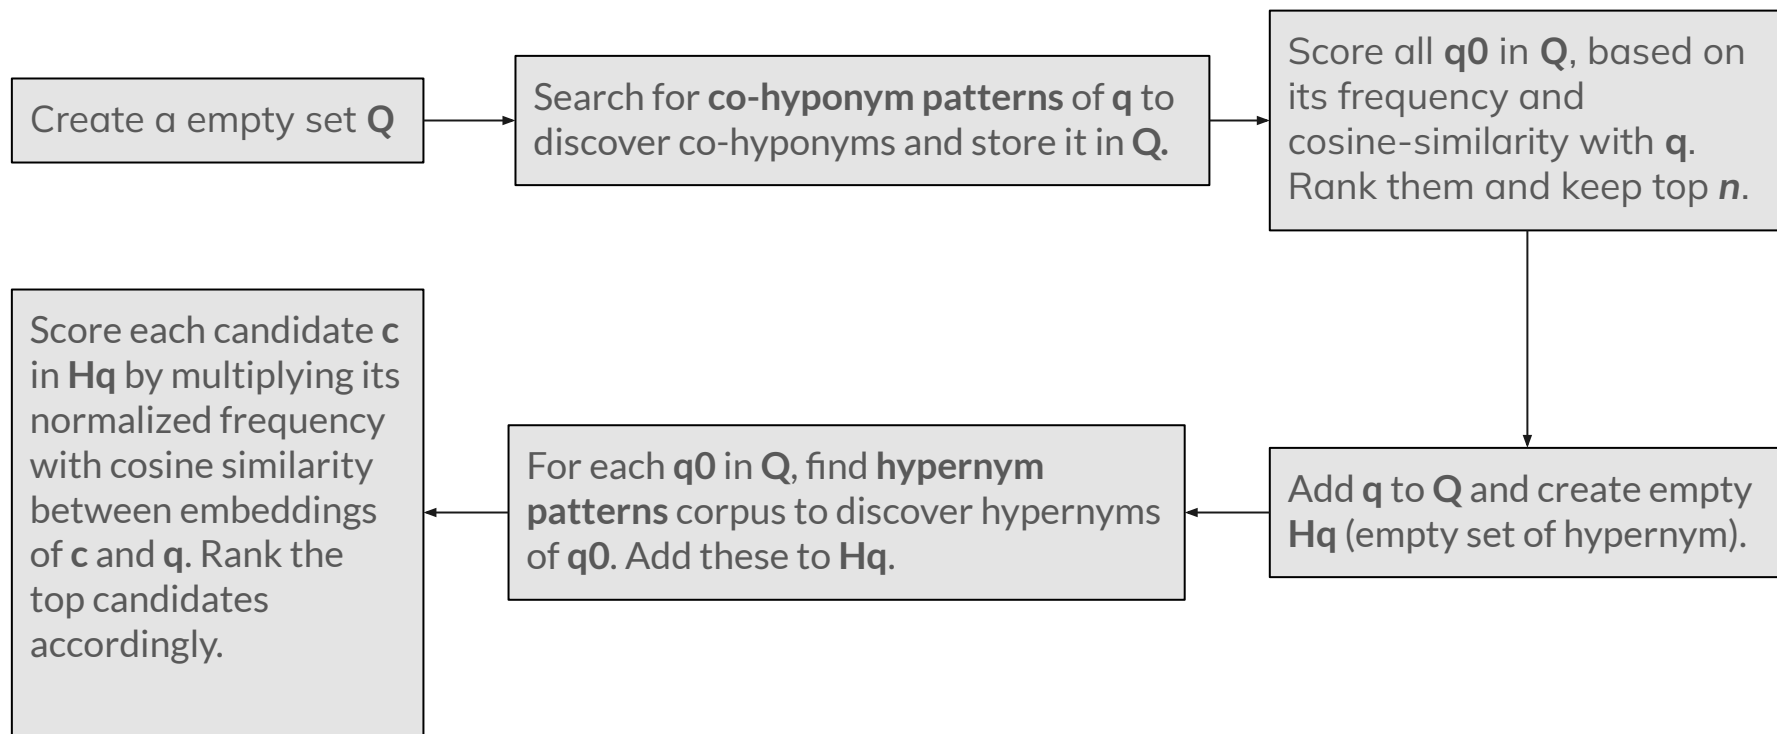 Create a empty set Q
Search for co-hyponym patterns of q to
discover co-hyponyms and store it in Q.
Score all q0 in Q, based on
its frequency and
cosine-similarity with q.
Rank them and keep top n.
Add q to Q and create empty
Hq (empty set of hypernym).
For each q0 in Q, find hypernym
patterns corpus to discover hypernyms
of q0. Add these to Hq.
Score each candidate c
in Hq by multiplying its
normalized frequency
with cosine similarity
between embeddings
of c and q. Rank the
top candidates
accordingly.